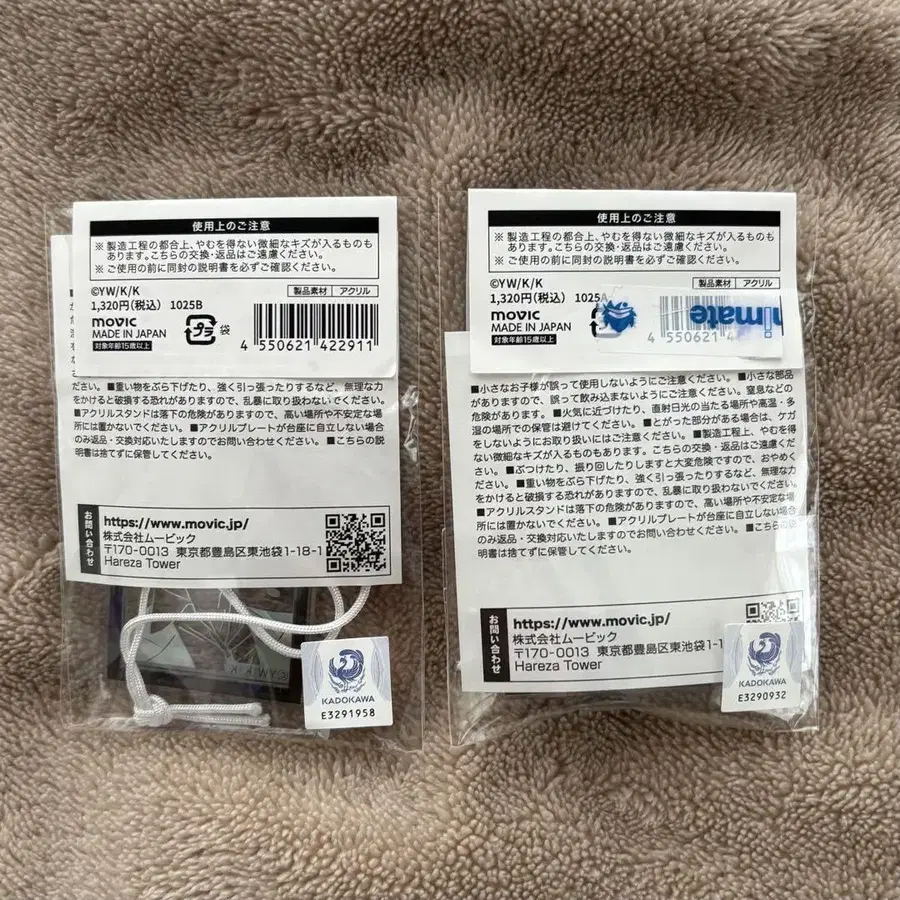 使用上のご注意
※製造工程の都合上、やむを得ない微細なキズが入るものも
あります。こちらの交換・返品はご遠慮ください。
※ご使用の前に同封の説明書を必ずご確認ください。
©YW/K/K
製品素材 アクリル
1,320円(税込) 1025B
movic
MADE IN JAPAN
対象年齢15歳以上
プラ 袋
4 550621 422911
ださい。■重い物をぶら下げたり、強く引っ張ったりするなど、無理な力
をかけると破損する恐れがありますので、乱暴に取り扱わないでください。
■アクリルスタンドは落下の危険がありますので、高い場所や不安定な場
所には置かないでください。■アクリルプレートが台座に自立しない場合
のみ返品・交換対応いたしますのでお問い合わせください。■こちらの説
明書は捨てずに保管してください。
お問い合わせ
https://www.movic.jp/
株式会社ムービック
〒170-0013 東京都豊島区東池袋1-18-1
Hareza Tower
©YW/K/K
KADOKAWA
E3291958
使用上のご注意
※製造工程の都合上、やむを得ない微細なキズが入るものも
あります。こちらの交換・返品はご遠慮ください。
※ご使用の前に同封の説明書を必ずご確認ください。
©YW/K/K
製品素材 アクリル
1,320円(税込) 1025A
movic
MADE IN JAPAN
対象年齢15歳以上
nimate
4 550621 4
■小さなお子様が誤って使用しないようにご注意ください。■小さな部品
がありますので、誤って飲み込まないようにご注意ください。窒息などの
危険があります。■火気に近づけたり、直射日光の当たる場所や高温・多
湿の場所での保管は避けてください。■とがった部分がある場合は、ケガ
をしないようにお取り扱いにはご注意ください。■製造工程上、やむを得
ない微細なキズが入るものもあります。こちらの交換・返品はご遠慮くだ
さい。■ぶつけたり、振り回したりしますと大変危険ですので、おやめく
ださい。■重い物をぶら下げたり、強く引っ張ったりするなど、無理な力
をかけると破損する恐れがありますので、乱暴に取り扱わないでください。
■アクリルスタンドは落下の危険がありますので、高い場所や不安定な場
所には置かないでください。■アクリルプレートが台座に自立しない場合
のみ返品・交換対応いたしますのでお問い合わせください。■こちらの説
明書は捨てずに保管してください。
お問い合わせ
https://www.movic.jp/
株式会社ムービック
〒170-0013 東京都豊島区東池袋1-1
Hareza Tower
KADOKAWA
E3290932